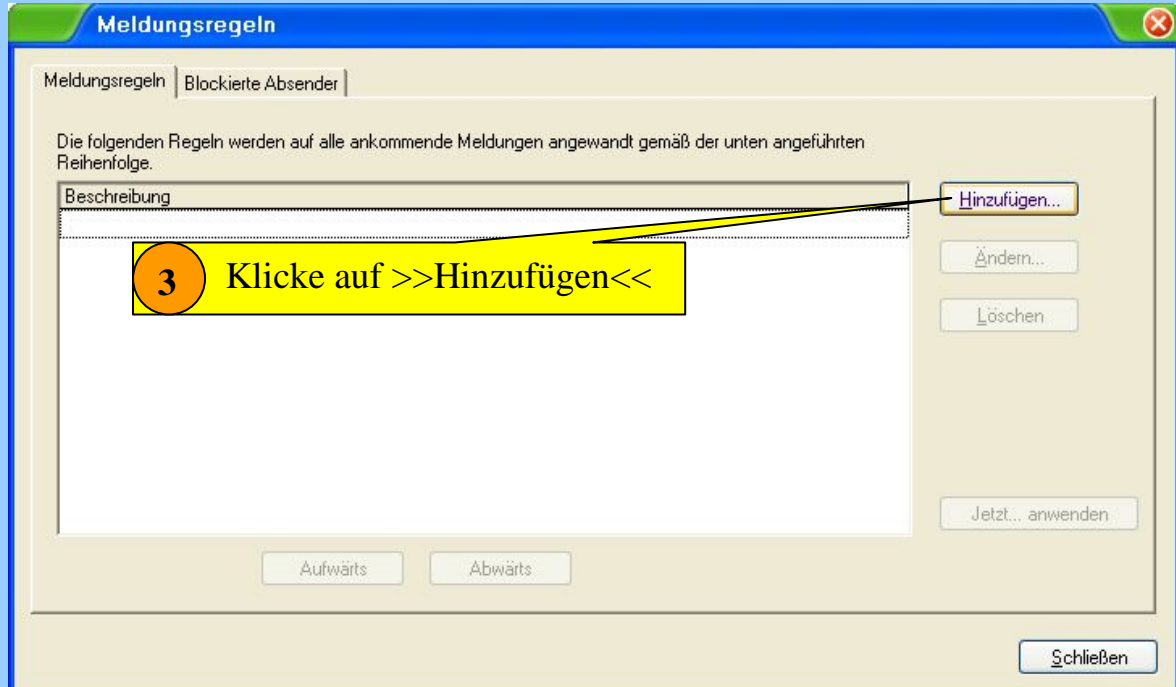 Meldungsregeln
Meldungsregeln
Blockierte Absender
Die folgenden Regeln werden auf alle ankommende Meldungen angewandt gemäß der unten angeführten
Reihenfolge.
Beschreibung
Hinzufügen...
3 Klicke auf >>Hinzufügen<<
Ändern...
Löschen
Jetzt... anwenden
Aufwärts
Abwärts
Schließen